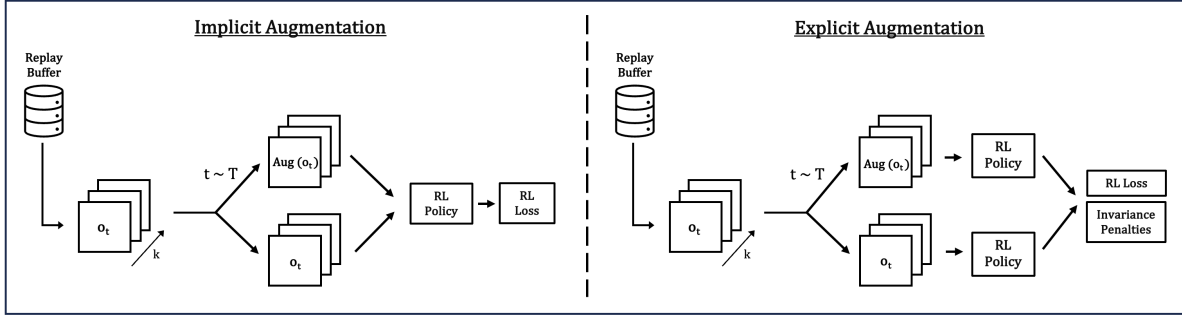 Implicit Augmentation
Replay
Buffer
o_t
k
t ~ T
Aug (o_t)
o_t
RL
Policy
RL
Loss
Explicit Augmentation
Replay
Buffer
o_t
k
t ~ T
Aug (o_t)
o_t
RL
Policy
RL
Policy
RL Loss
Invariance
Penalties